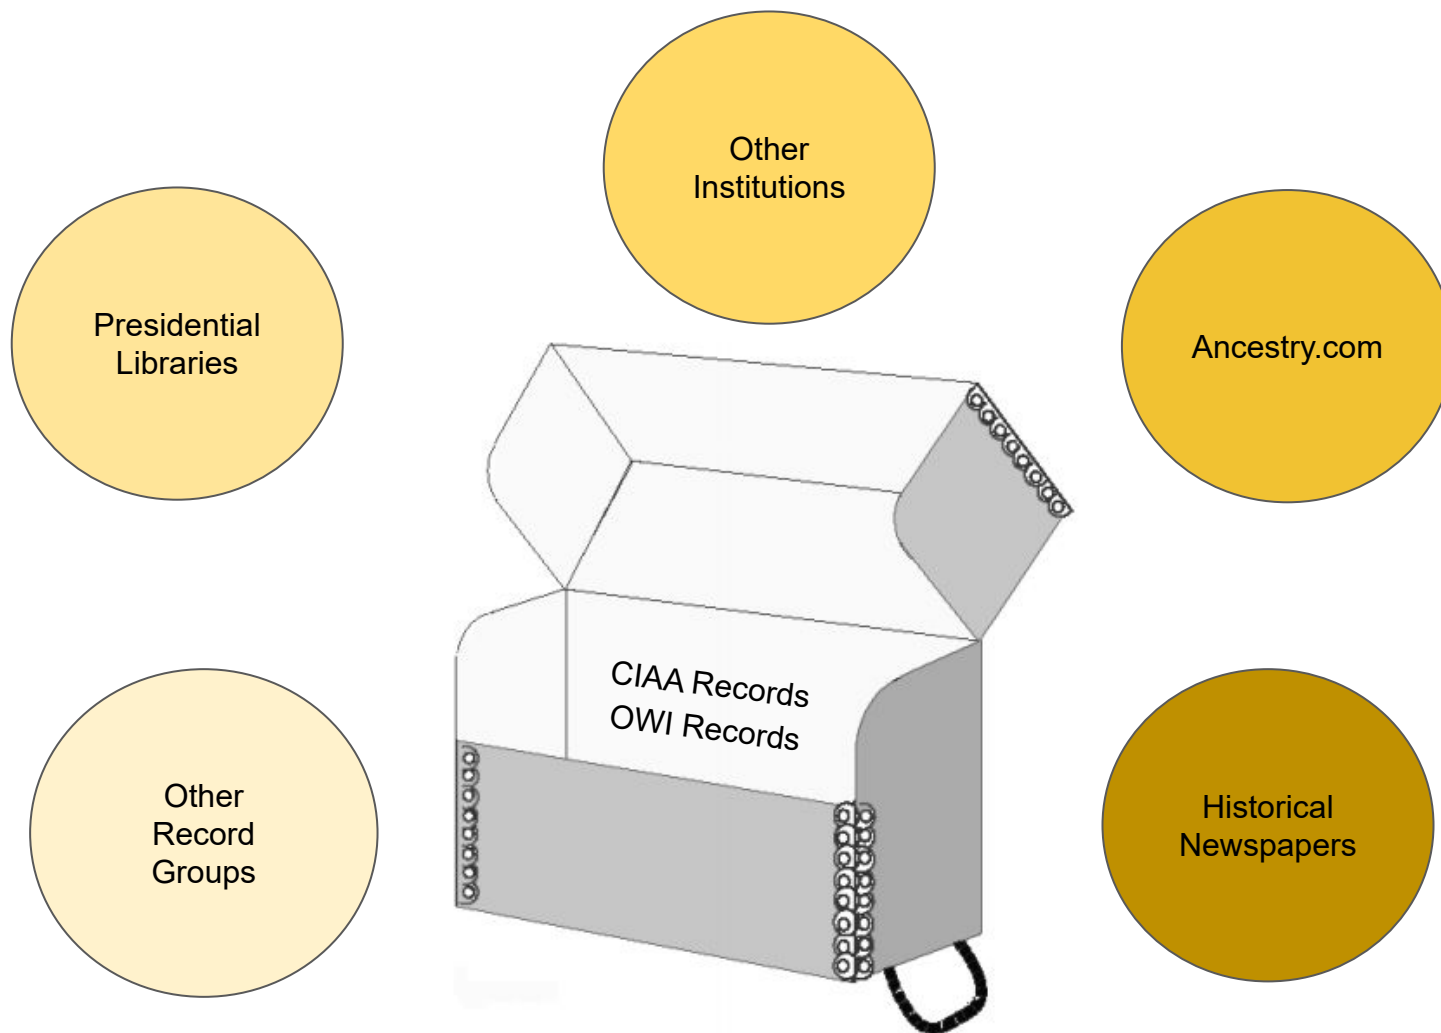 Other
Institutions
Presidential
Libraries
Ancestry.com
CIAA Records
OWI Records
Other
Record
Groups
Historical
Newspapers